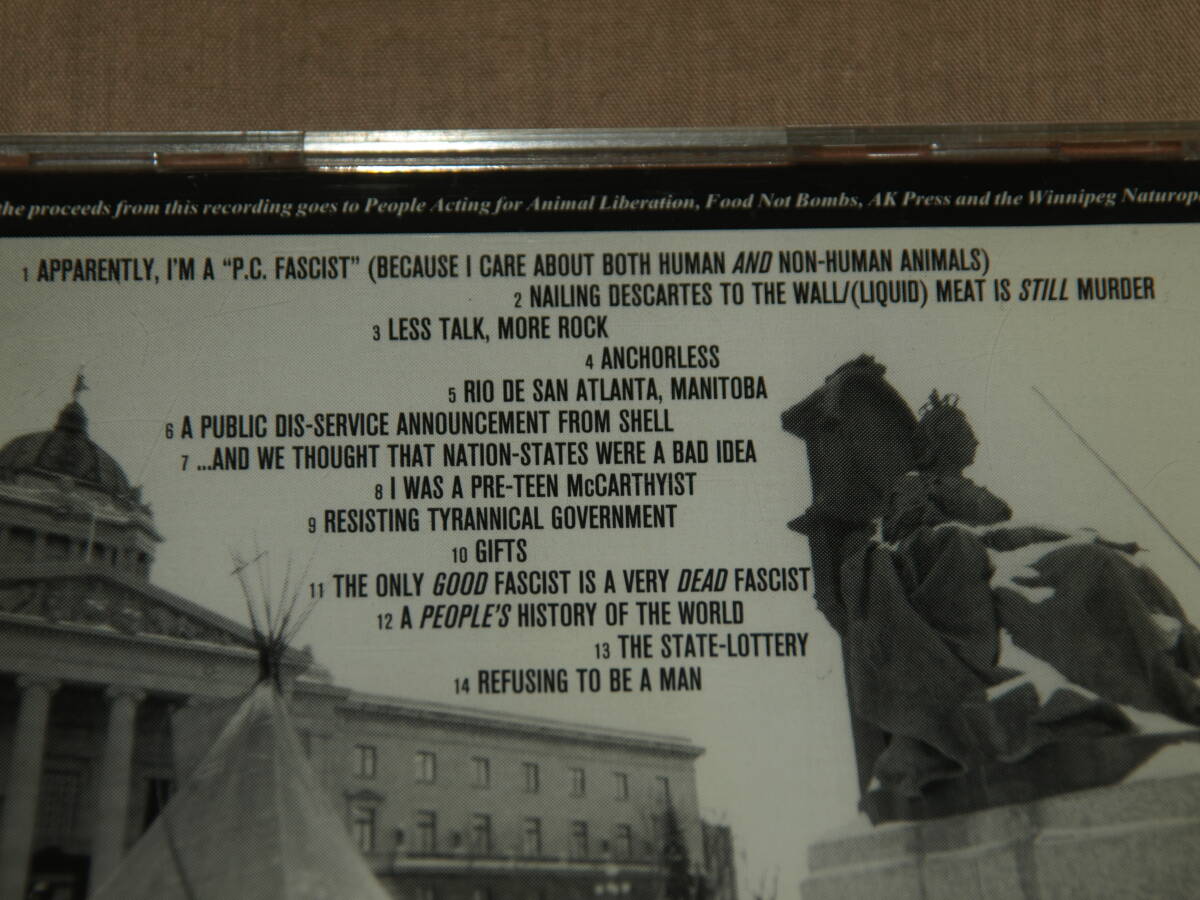 the proceeds from this recording goes to People Acting for Animal Liberation, Food Not Bombs, AK Press and the Winnipeg
1 APPARENTLY, I'M A "P.C. FASCIST" (BECAUSE I CARE ABOUT BOTH HUMAN AND NON-HUMAN ANIMALS)
2 NAILING DESCARTES TO THE WALL/(LIQUID) MEAT IS STILL MURDER
3 LESS TALK, MORE ROCK
4 ANCHORLESS
5 RIO DE SAN ATLANTA, MANITOBA
6 A PUBLIC DIS-SERVICE ANNOUNCEMENT FROM SHELL
7 ...AND WE THOUGHT THAT NATION-STATES WERE A BAD IDEA
8 I WAS A PRE-TEEN McCARTHYIST
9 RESISTING TYRANNICAL GOVERNMENT
10 GIFTS
11 THE ONLY GOOD FASCIST IS A VERY DEAD FASCIST
12 A PEOPLE'S HISTORY OF THE WORLD
13 THE STATE-LOTTERY
14 REFUSING TO BE A MAN